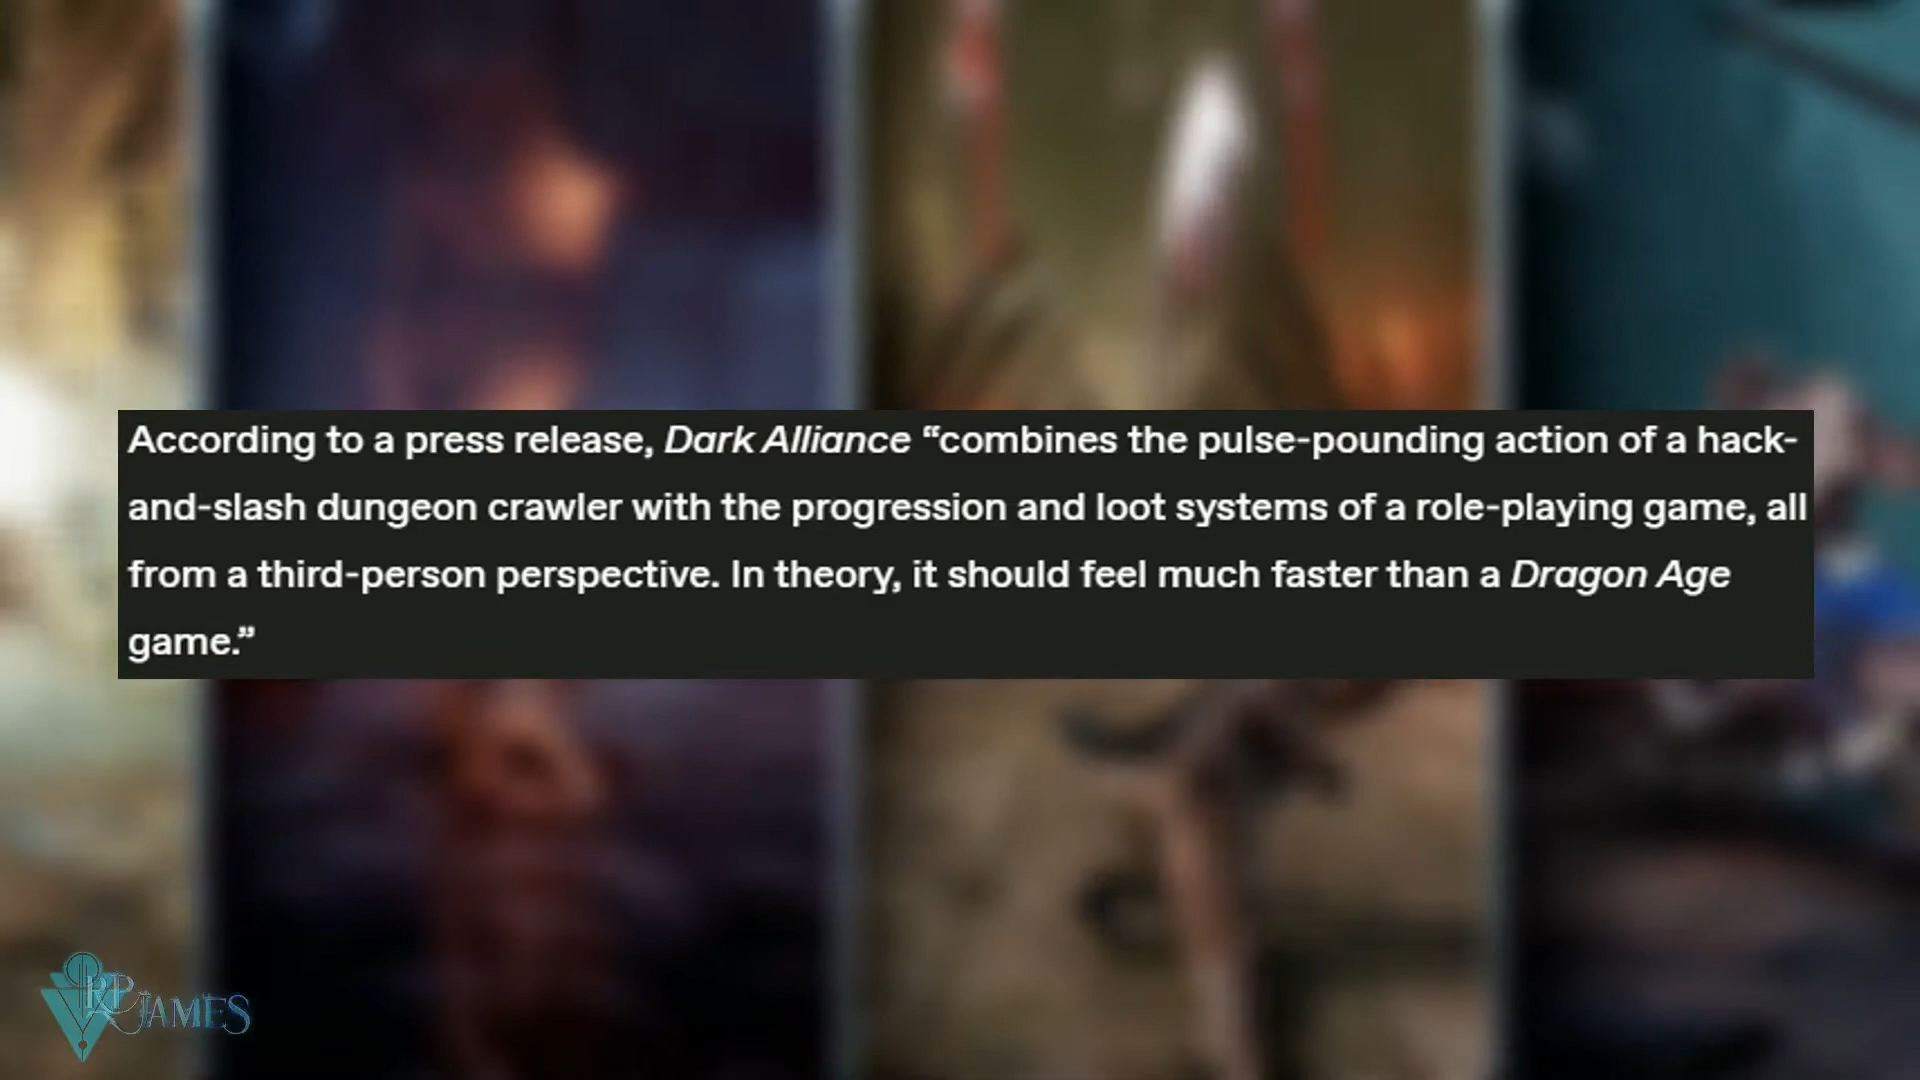 According to a press release, Dark Alliance “combines the pulse-pounding action of a hack-
and-slash dungeon crawler with the progression and loot systems of a role-playing game, all
from a third-person perspective. In theory, it should feel much faster than a Dragon Age
game.”
RPJAMES